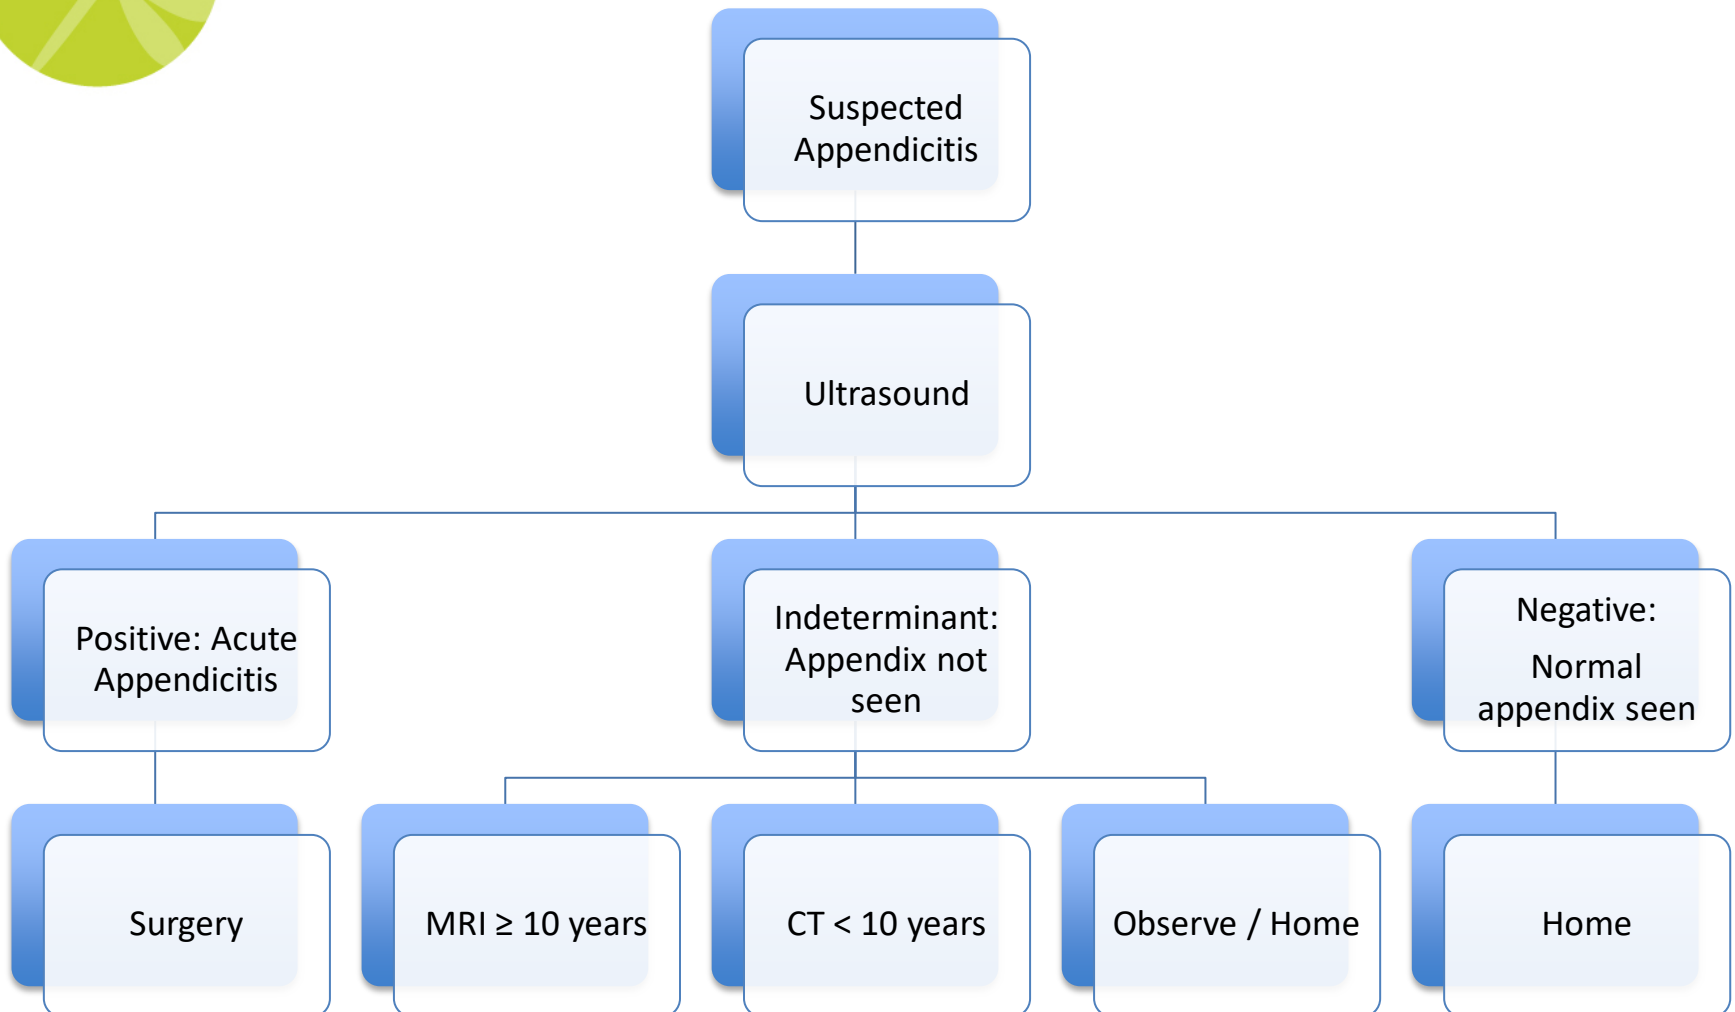 Suspected
Appendicitis
Ultrasound
Positive: Acute
Appendicitis
Indeterminant:
Appendix not
seen
Negative:
Normal
appendix seen
Surgery
MRI ≥ 10 years
CT < 10 years
Observe / Home
Home